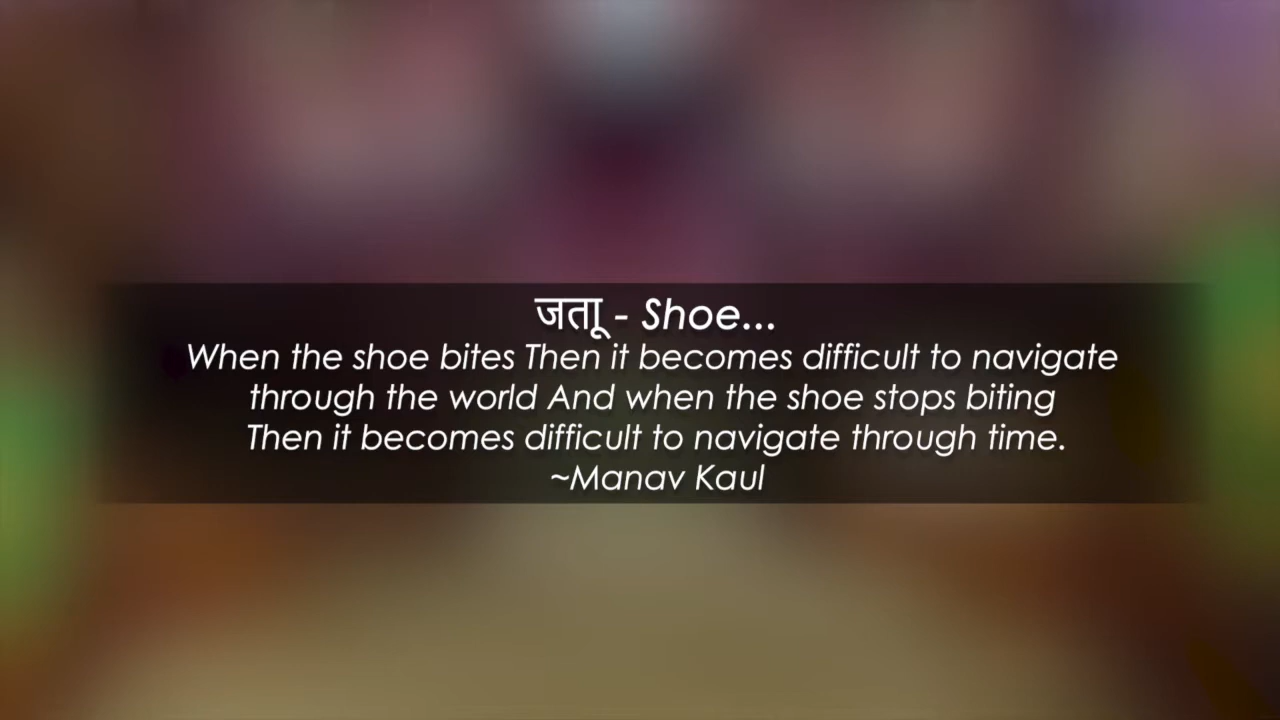 जताू - Shoe...
When the shoe bites Then it becomes difficult to navigate
through the world And when the shoe stops biting
Then it becomes difficult to navigate through time.
~Manav Kaul